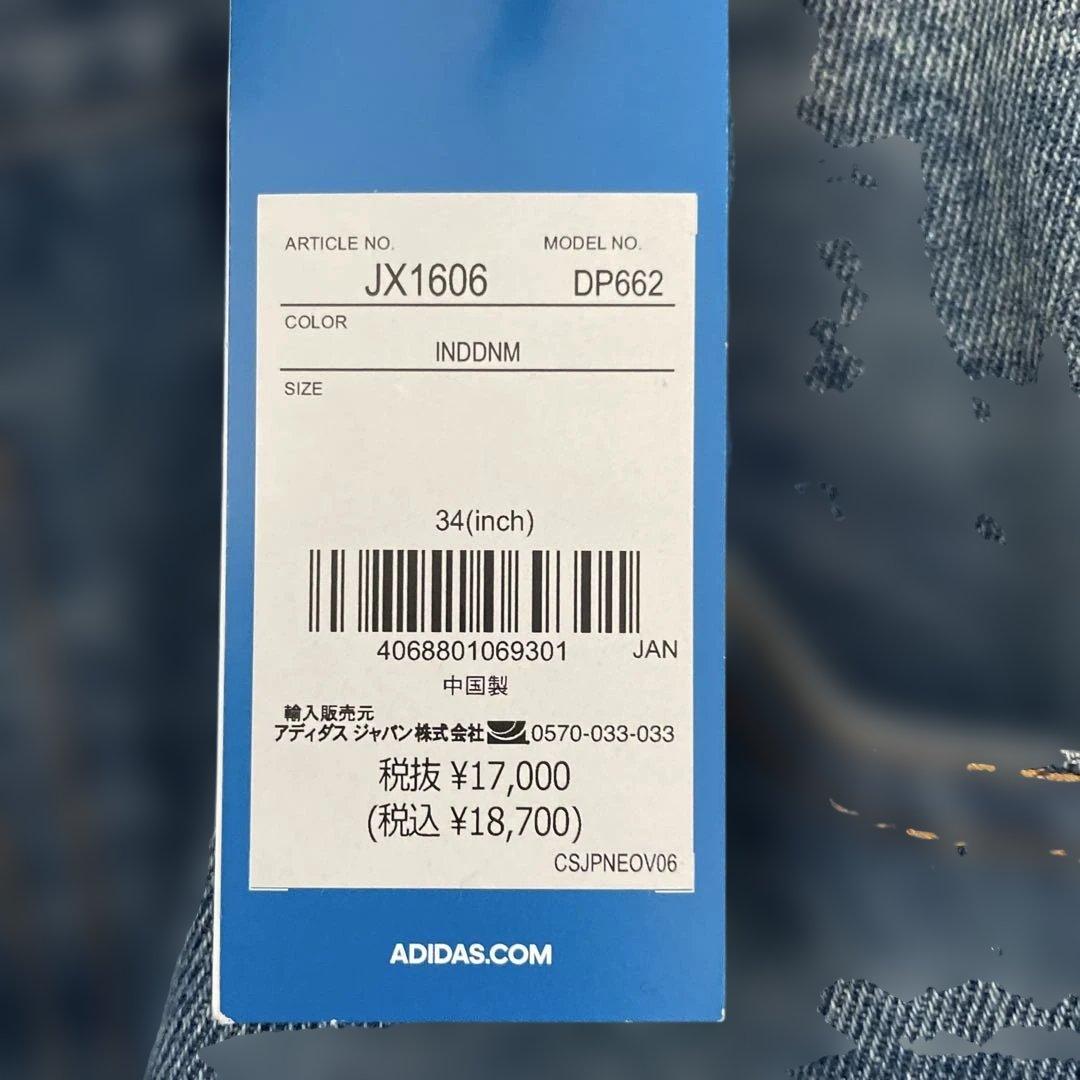 ARTICLE NO. MODEL NO.
JX1606 DP662
COLOR
INDDNM
SIZE
34(inch)
4068801069301 JAN
中国製
輸入販売元
アディダス ジャパン株式会社 0570-033-033
税抜 ¥17,000
(税込 ¥18,700)
CSJPNEOV06
ADIDAS.COM